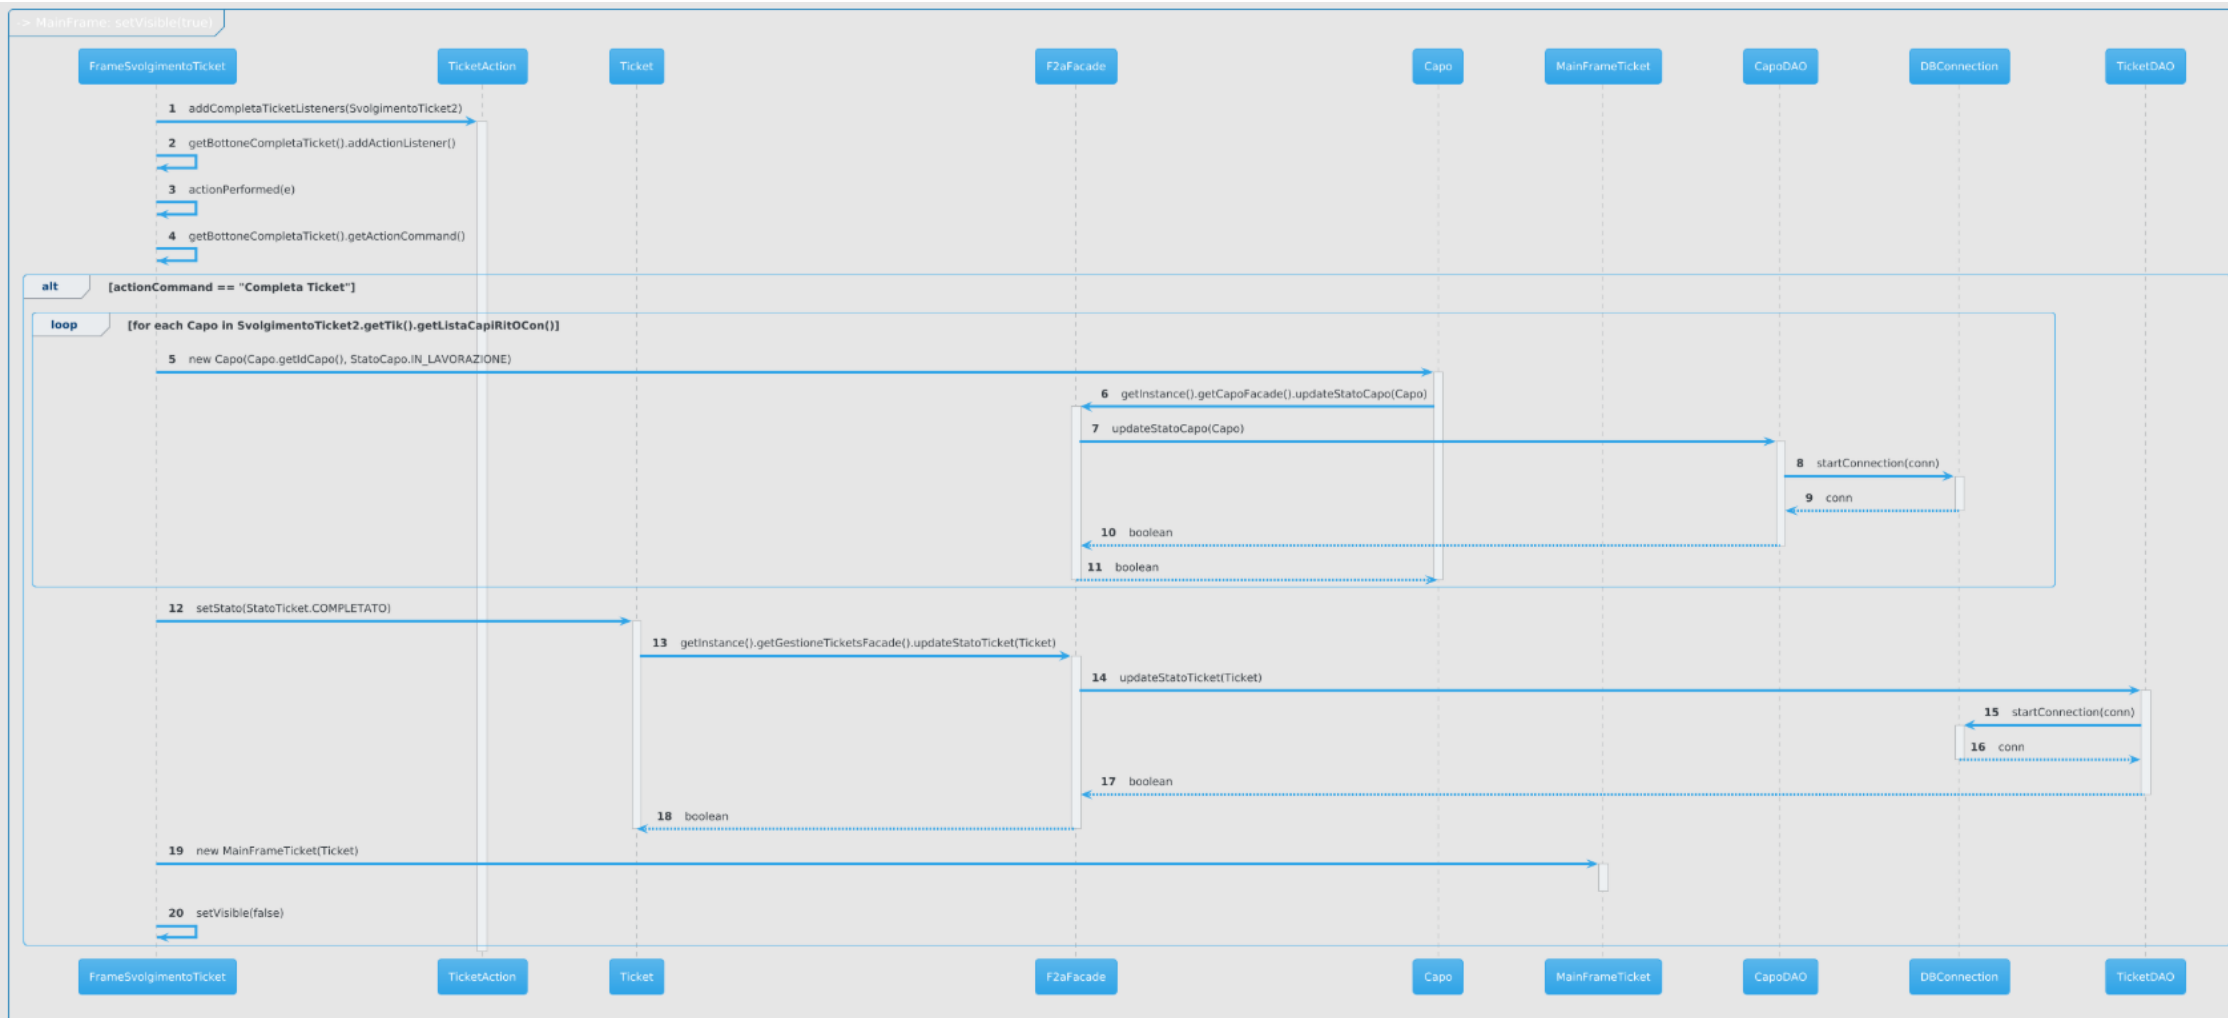 -> MainFrame: setVisible(true)
FrameSvolgimentoTicket TicketAction Ticket F2aFacade Capo MainFrameTicket CapoDAO DBConnection TicketDAO
1 addCompletaTicketListeners(SvolgimentoTicket2)
2 getBottoneCompletaTicket().addActionListener()
3 actionPerformed(e)
4 getBottoneCompletaTicket().getActionCommand()
alt [actionCommand == "Completa Ticket"]
loop [for each Capo in SvolgimentoTicket2.getTik().getListaCapiRitOCon()]
5 new Capo(Capo.getIdCapo(), StatoCapo.IN_LAVORAZIONE)
6 getInstance().getCapoFacade().updateStatoCapo(Capo)
7 updateStatoCapo(Capo)
8 startConnection(conn)
9 conn
10 boolean
11 boolean
12 setStato(StatoTicket.COMPLETATO)
13 getInstance().getGestioneTicketsFacade().updateStatoTicket(Ticket)
14 updateStatoTicket(Ticket)
15 startConnection(conn)
16 conn
17 boolean
18 boolean
19 new MainFrameTicket(Ticket)
20 setVisible(false)
FrameSvolgimentoTicket TicketAction Ticket F2aFacade Capo MainFrameTicket CapoDAO DBConnection TicketDAO